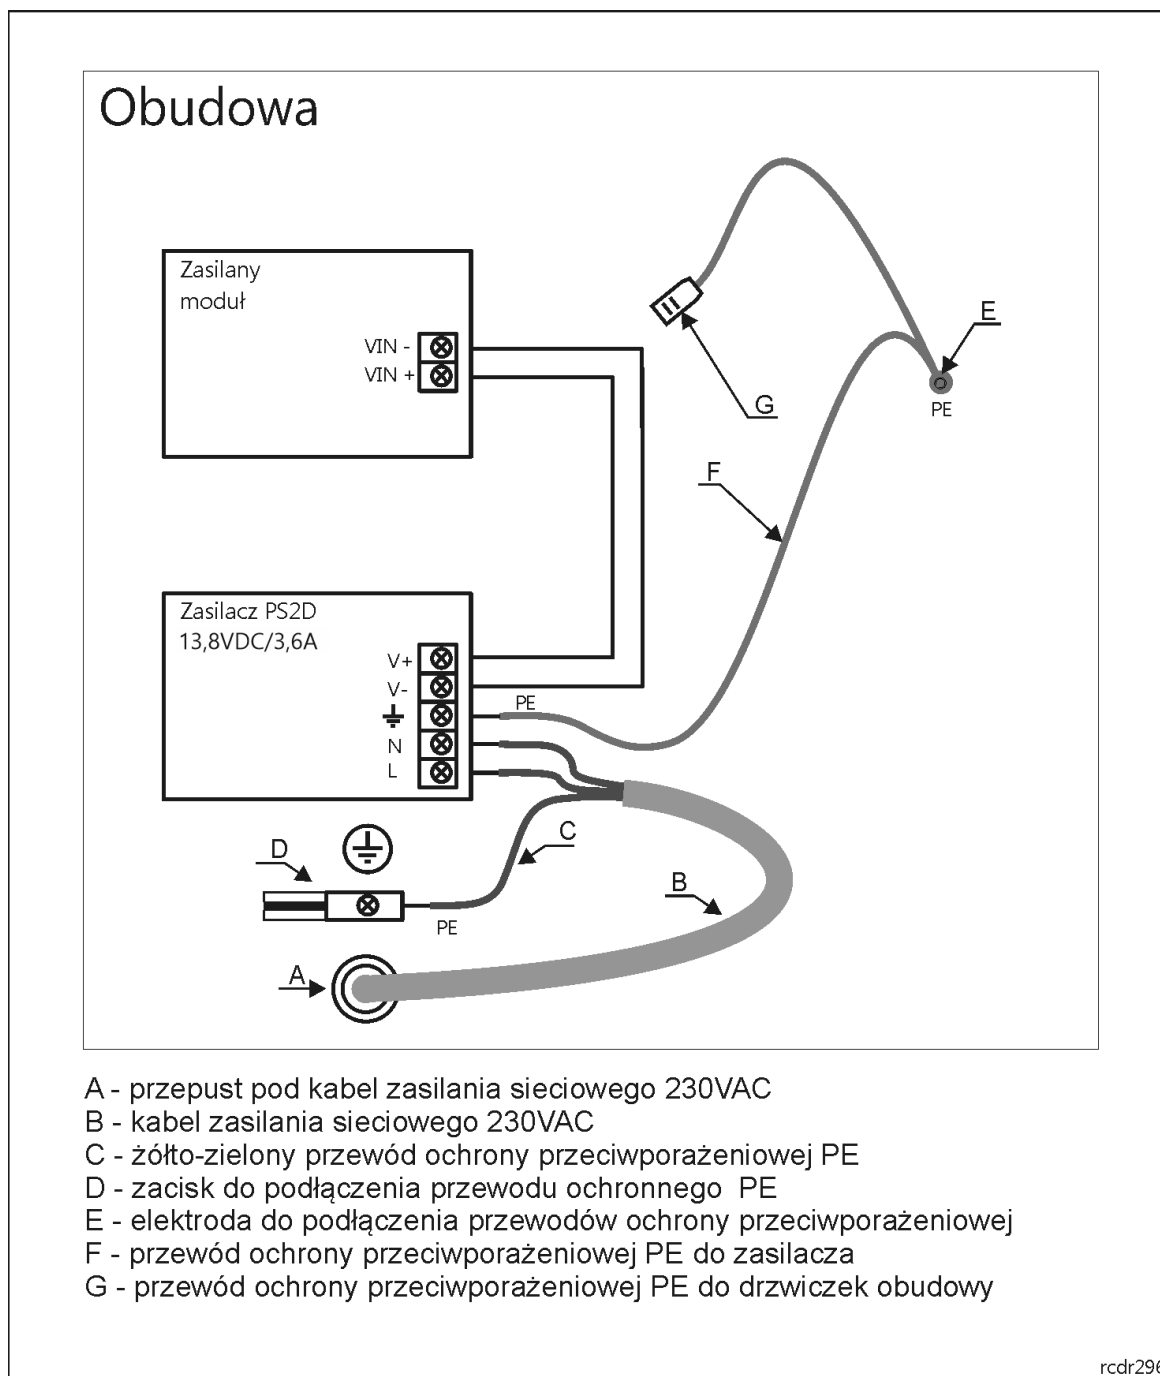 Obudowa
Zasilany
moduł
VIN -
VIN +
E
PE
G
F
Zasilacz PS2D
13,8VDC/3,6A
V+
V-
PE
N
L
C
D
B
PE
A
A - przepust pod kabel zasilania sieciowego 230VAC
B - kabel zasilania sieciowego 230VAC
C - żółto-zielony przewód ochrony przeciwporażeniowej PE
D - zacisk do podłączenia przewodu ochronnego  PE
E - elektroda do podłączenia przewodów ochrony przeciwporażeniowej
F - przewód ochrony przeciwporażeniowej PE do zasilacza
G - przewód ochrony przeciwporażeniowej PE do drzwiczek obudowy
rcdr296